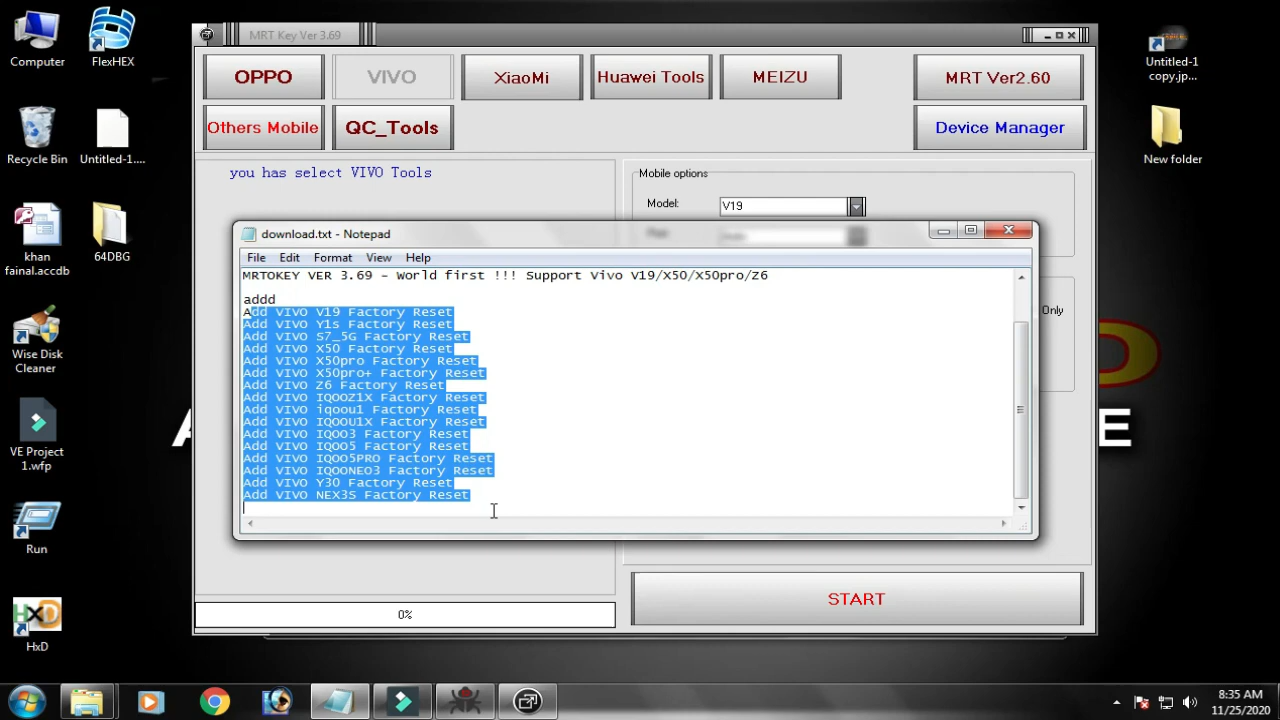 Computer
FlexHEX
Recycle Bin
Untitled-1....
khan
fainal.accdb
64DBG
Wise Disk
Cleaner
VE Project
1.wfp
Run
HxD
Untitled-1
copy.jp...
New folder
MRT Key Ver 3.69
OPPO
VIVO
XiaoMi
Huawei Tools
MEIZU
MRT Ver2.60
Others Mobile
QC_Tools
Device Manager
you has select VIVO Tools
Mobile options
Model:
V19
Only
download.txt - Notepad
File Edit Format View Help
MRTOKEY VER 3.69 - World first !!! Support Vivo V19/X50/X50pro/Z6
addd
Add VIVO V19 Factory Reset
Add VIVO Y1s Factory Reset
Add VIVO S7_5G Factory Reset
Add VIVO X50 Factory Reset
Add VIVO X50pro Factory Reset
Add VIVO X50pro+ Factory Reset
Add VIVO Z6 Factory Reset
Add VIVO IQOOZ1X Factory Reset
Add VIVO iqoou1 Factory Reset
Add VIVO IQOOU1X Factory Reset
Add VIVO IQOO3 Factory Reset
Add VIVO IQOO5 Factory Reset
Add VIVO IQOO5PRO Factory Reset
Add VIVO IQOONEO3 Factory Reset
Add VIVO Y30 Factory Reset
Add VIVO NEX3S Factory Reset
0%
START
A
E
8:35 AM
11/25/2020